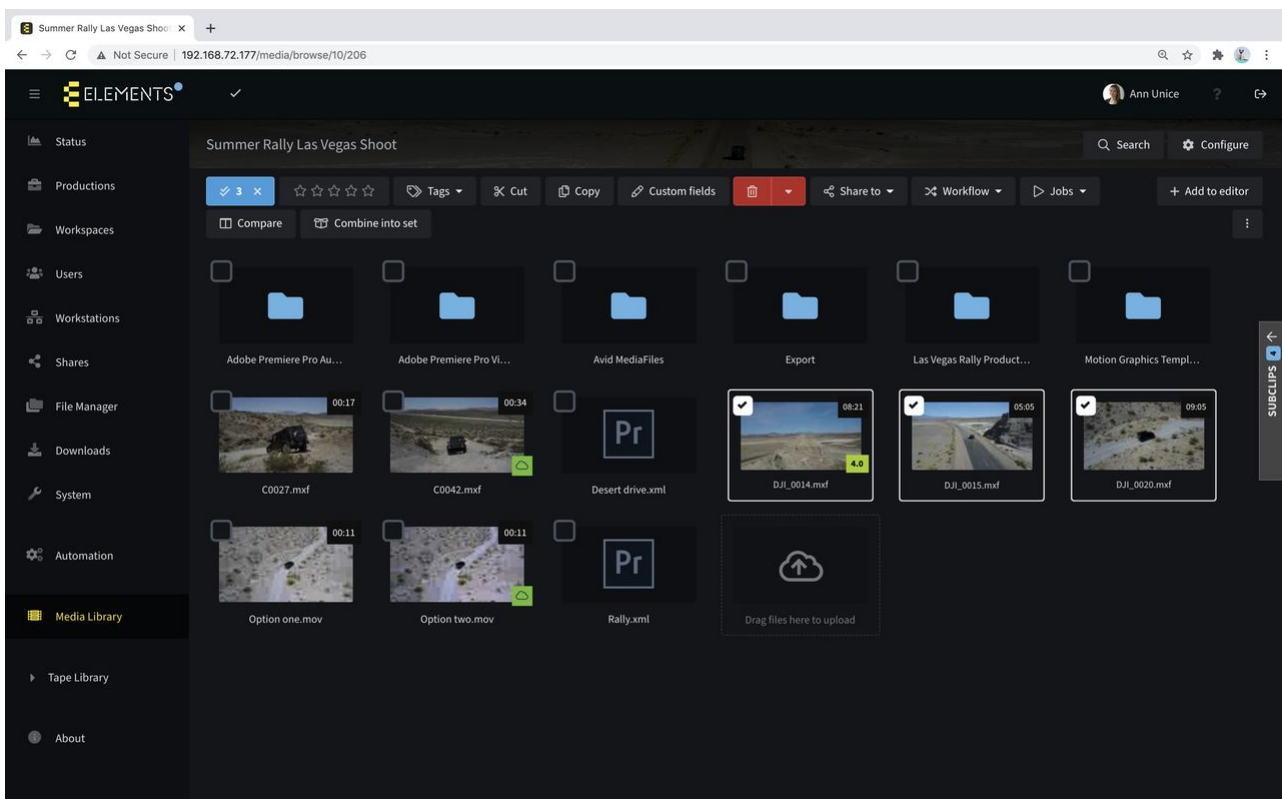 Summer Rally Las Vegas Shoo
Not Secure | 192.168.72.177/media/browse/10/206
ELEMENTS
Ann Unice ?
Status
Productions
Workspaces
Users
Workstations
Shares
File Manager
Downloads
System
Automation
Media Library
Tape Library
About
Summer Rally Las Vegas Shoot
Search Configure
3 × Tags Cut Copy Custom fields Share to Workflow Jobs + Add to editor
Compare Combine into set
Adobe Premiere Pro Au... Adobe Premiere Pro Vi... Avid MediaFiles Export Las Vegas Rally Product... Motion Graphics Templ...
00:17 00:34 Pr 08:21 05:05 09:05
4.0
C0027.mxf C0042.mxf Desert drive.xml DJI_0014.mxf DJI_0015.mxf DJI_0020.mxf
00:11 00:11 Pr
Option one.mov Option two.mov Rally.xml Drag files here to upload
SUBCLIPS